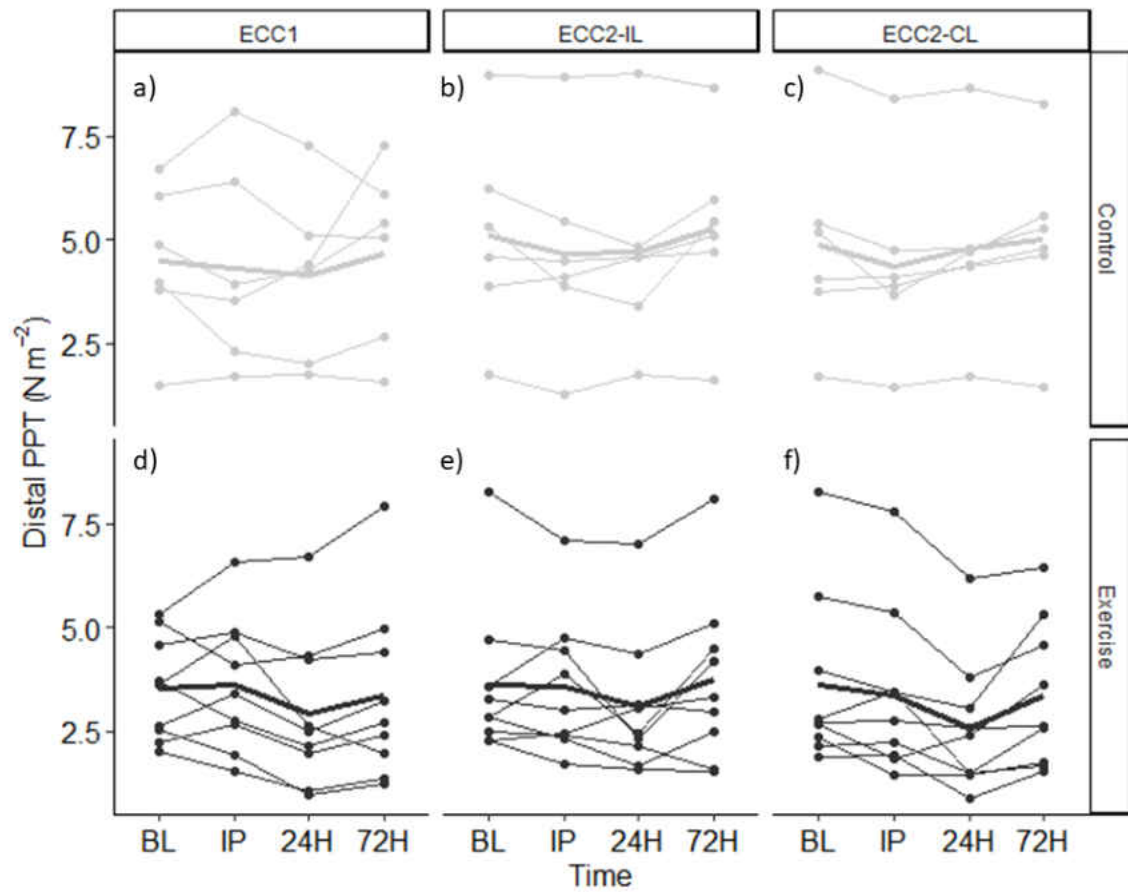 ECC1 ECC2-IL ECC2-CL
a) b) c)
7.5
5.0
2.5
Control
Distal PPT (N m⁻²)
d) e) f)
7.5
5.0
2.5
Exercise
BL IP 24H 72H BL IP 24H 72H BL IP 24H 72H
Time